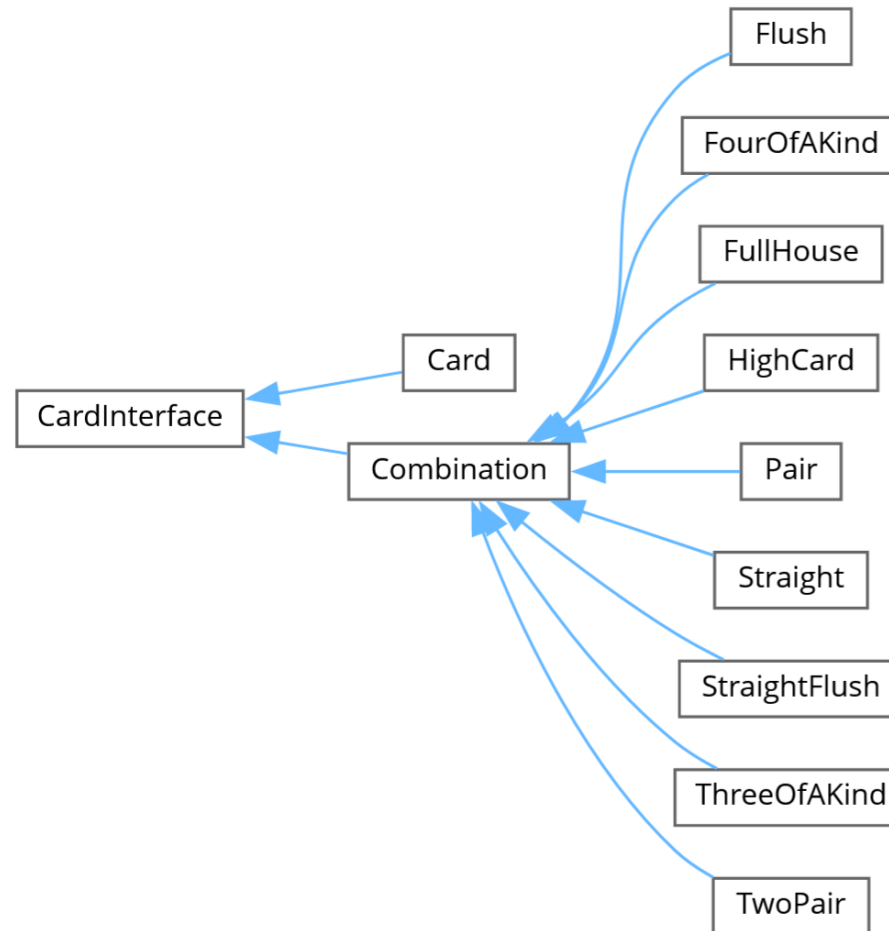 Flush
FourOfAKind
FullHouse
Card
HighCard
CardInterface
Combination
Pair
Straight
StraightFlush
ThreeOfAKind
TwoPair